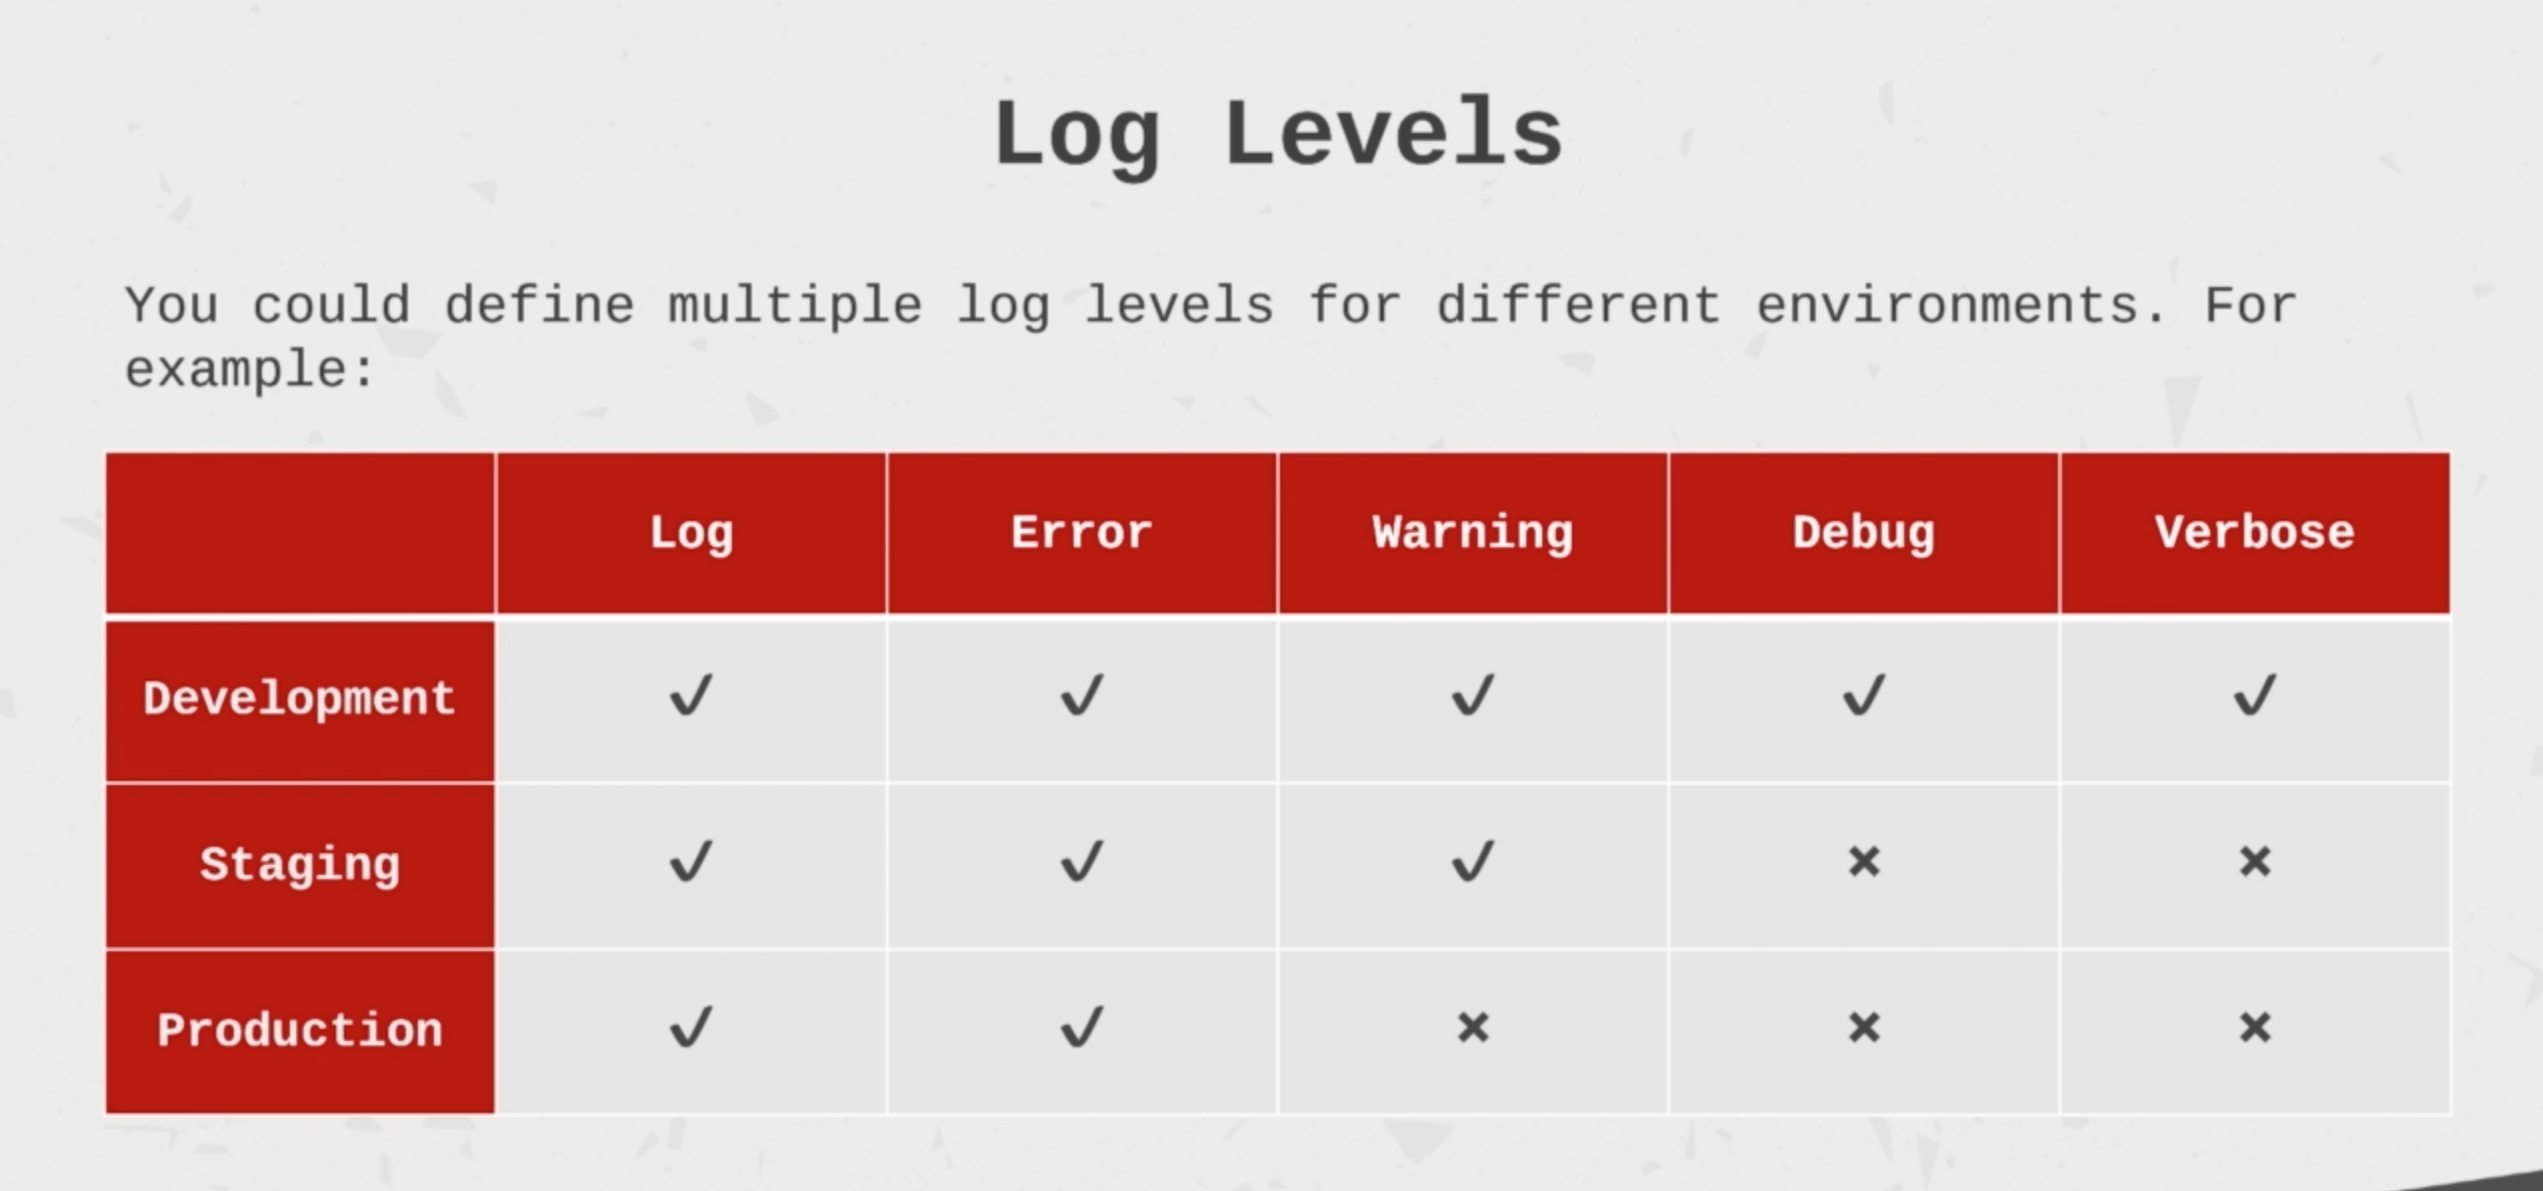 Log Levels
You could define multiple log levels for different environments. For
example:
Log Error Warning Debug Verbose
Development ✓ ✓ ✓ ✓ ✓
Staging ✓ ✓ ✓ × ×
Production ✓ ✓ × × ×